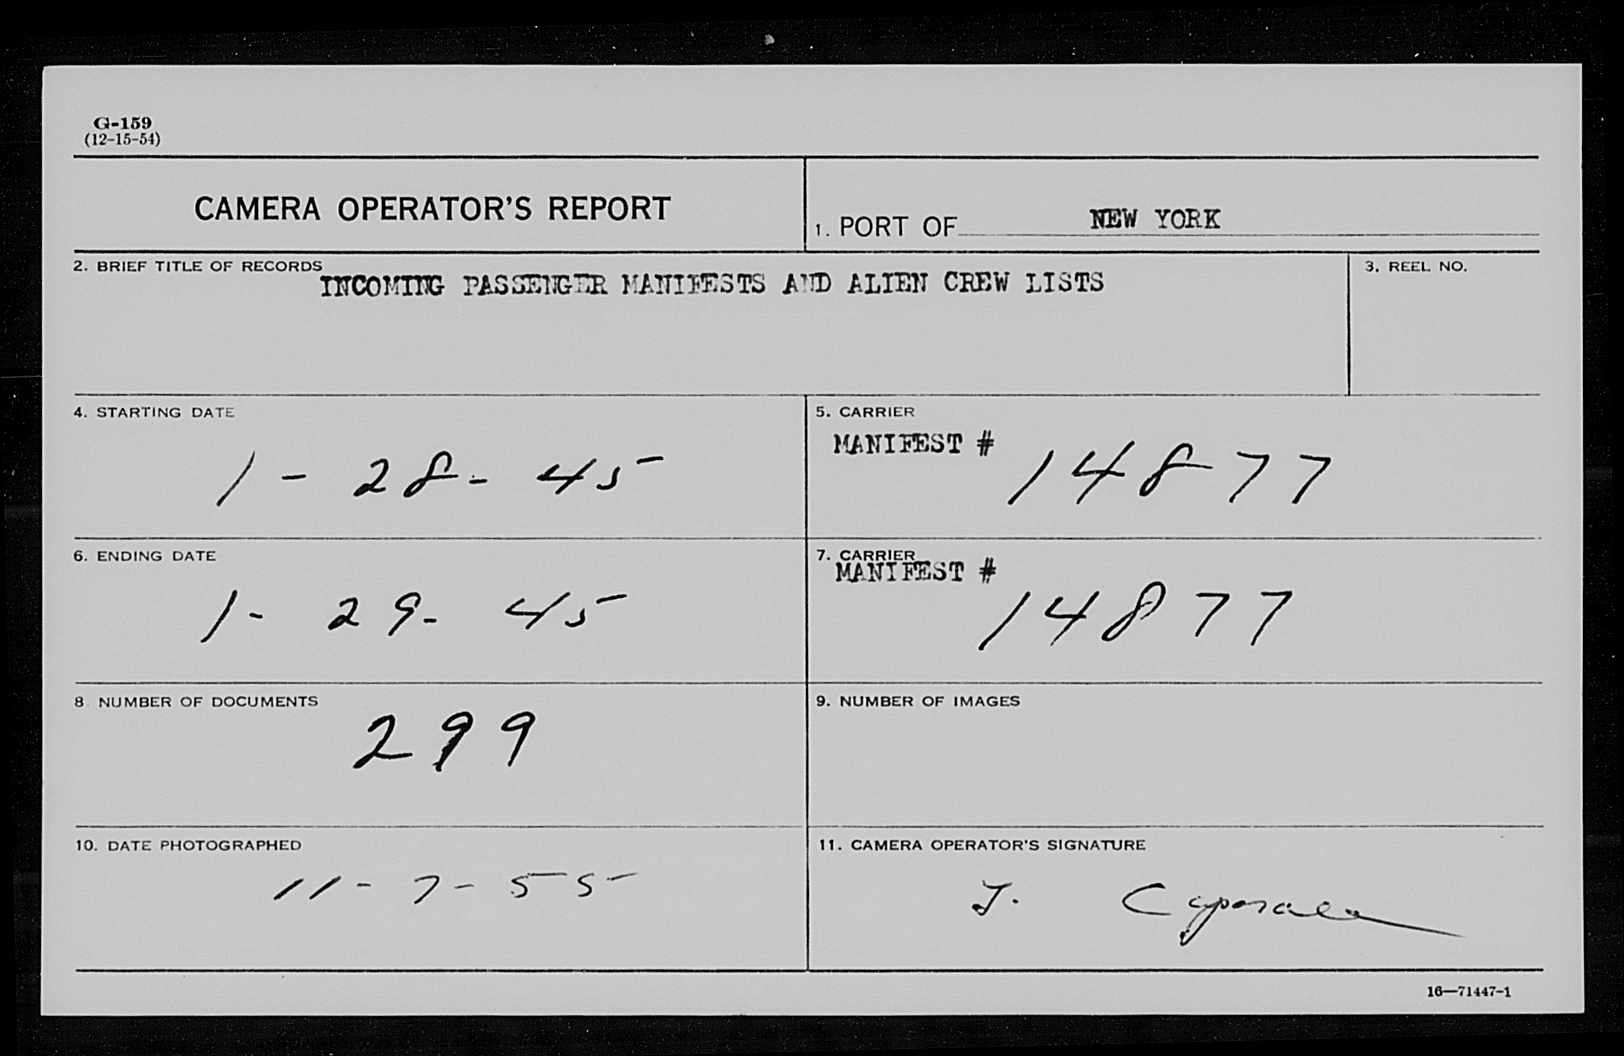 G-159
(12-15-54)
CAMERA OPERATOR'S REPORT
1. PORT OF NEW YORK
2. BRIEF TITLE OF RECORDS
INCOMING PASSENGER MANIFESTS AND ALIEN CREW LISTS
3. REEL NO.
4. STARTING DATE
1 - 28 - 45
5. CARRIER
MANIFEST # 14877
6. ENDING DATE
1 - 29 - 45
7. CARRIER
MANIFEST # 14877
8 NUMBER OF DOCUMENTS
299
9. NUMBER OF IMAGES
10. DATE PHOTOGRAPHED
11 - 7 - 55
11. CAMERA OPERATOR'S SIGNATURE
16—71447-1